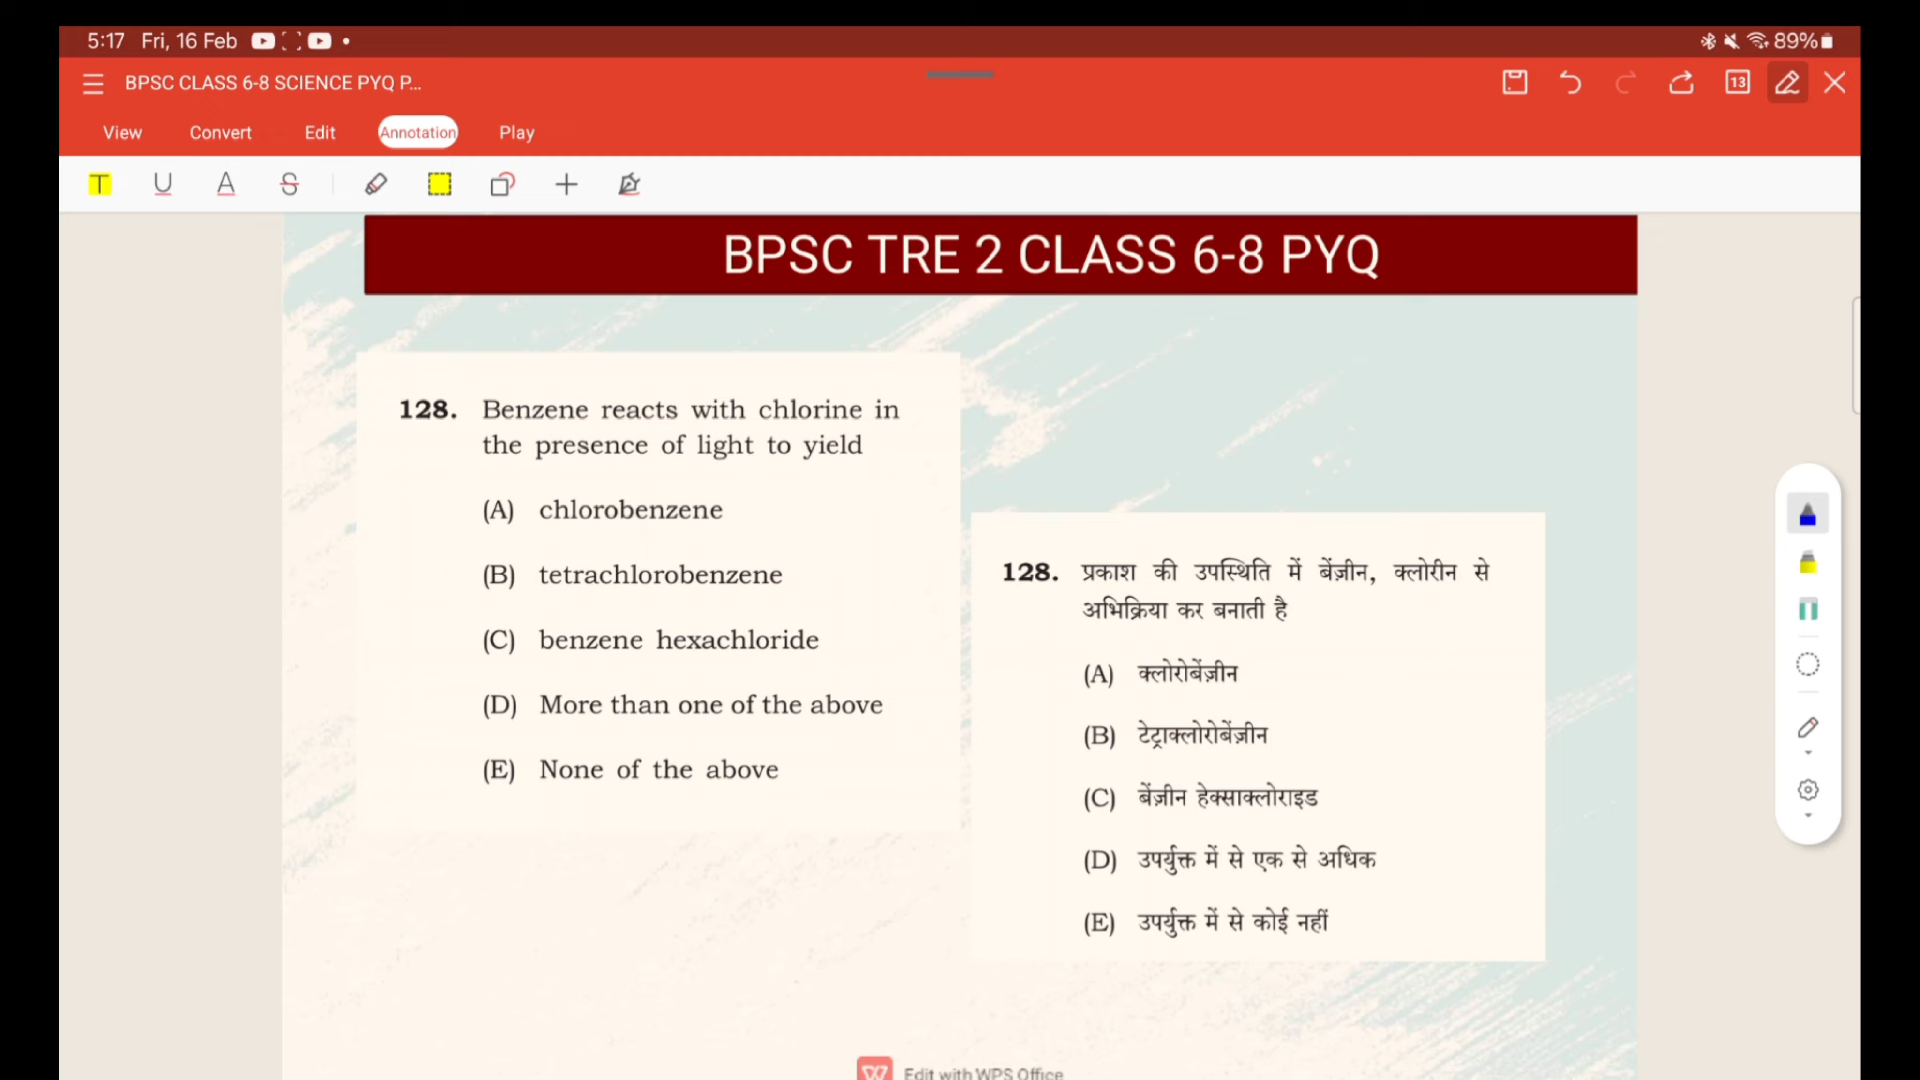 5:17 Fri, 16 Feb
89%
BPSC CLASS 6-8 SCIENCE PYQ P...
13
View Convert Edit Annotation Play
T U A S
BPSC TRE 2 CLASS 6-8 PYQ
128. Benzene reacts with chlorine in
the presence of light to yield
(A) chlorobenzene
(B) tetrachlorobenzene
(C) benzene hexachloride
(D) More than one of the above
(E) None of the above
128. प्रकाश की उपस्थिति में बेंज़ीन, क्लोरीन से
अभिक्रिया कर बनाती है
(A) क्लोरोबेंज़ीन
(B) टेट्राक्लोरोबेंज़ीन
(C) बेंज़ीन हेक्साक्लोराइड
(D) उपर्युक्त में से एक से अधिक
(E) उपर्युक्त में से कोई नहीं
Edit with WPS Office